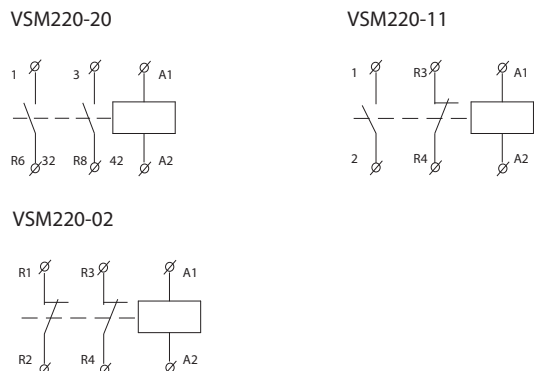 VSM220-20
1 3 A1
R6 32 R8 42 A2
VSM220-11
1 R3 A1
2 R4 A2
VSM220-02
R1 R3 A1
R2 R4 A2